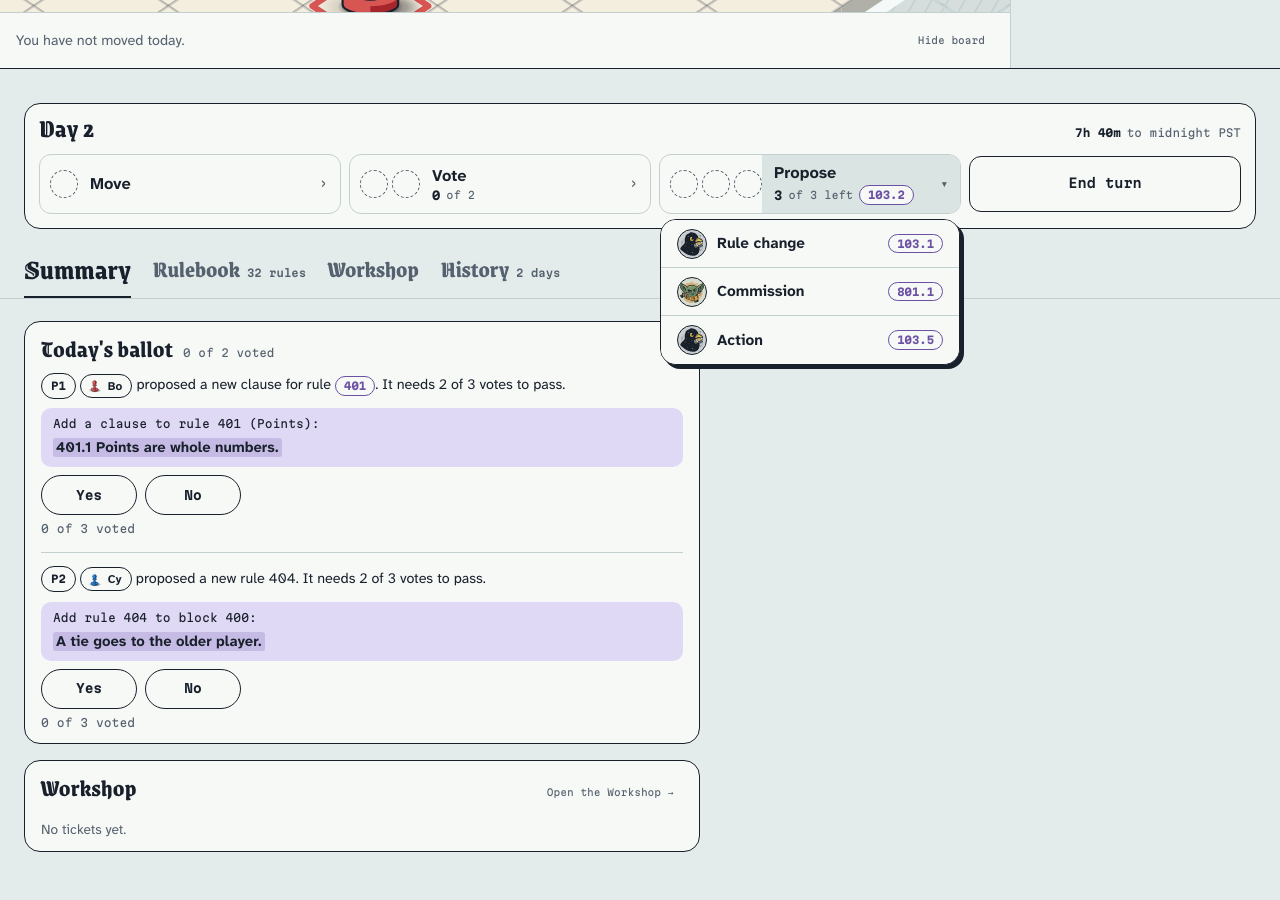 You have not moved today.
Hide board
Day 2
7h 40m to midnight PST
Move ›
Vote
0 of 2 ›
Propose
3 of 3 left 103.2 ▾
End turn
Rule change 103.1
Commission 801.1
Action 103.5
Summary Rulebook 32 rules Workshop History 2 days
Today's ballot 0 of 2 voted
P1 Bo proposed a new clause for rule 401. It needs 2 of 3 votes to pass.
Add a clause to rule 401 (Points):
401.1 Points are whole numbers.
Yes No
0 of 3 voted
P2 Cy proposed a new rule 404. It needs 2 of 3 votes to pass.
Add rule 404 to block 400:
A tie goes to the older player.
Yes No
0 of 3 voted
Workshop Open the Workshop →
No tickets yet.